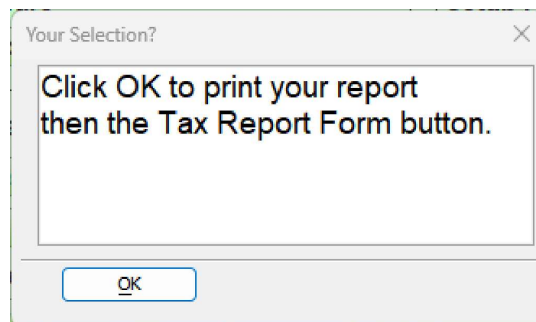 Your Selection?
Click OK to print your report
then the Tax Report Form button.
OK